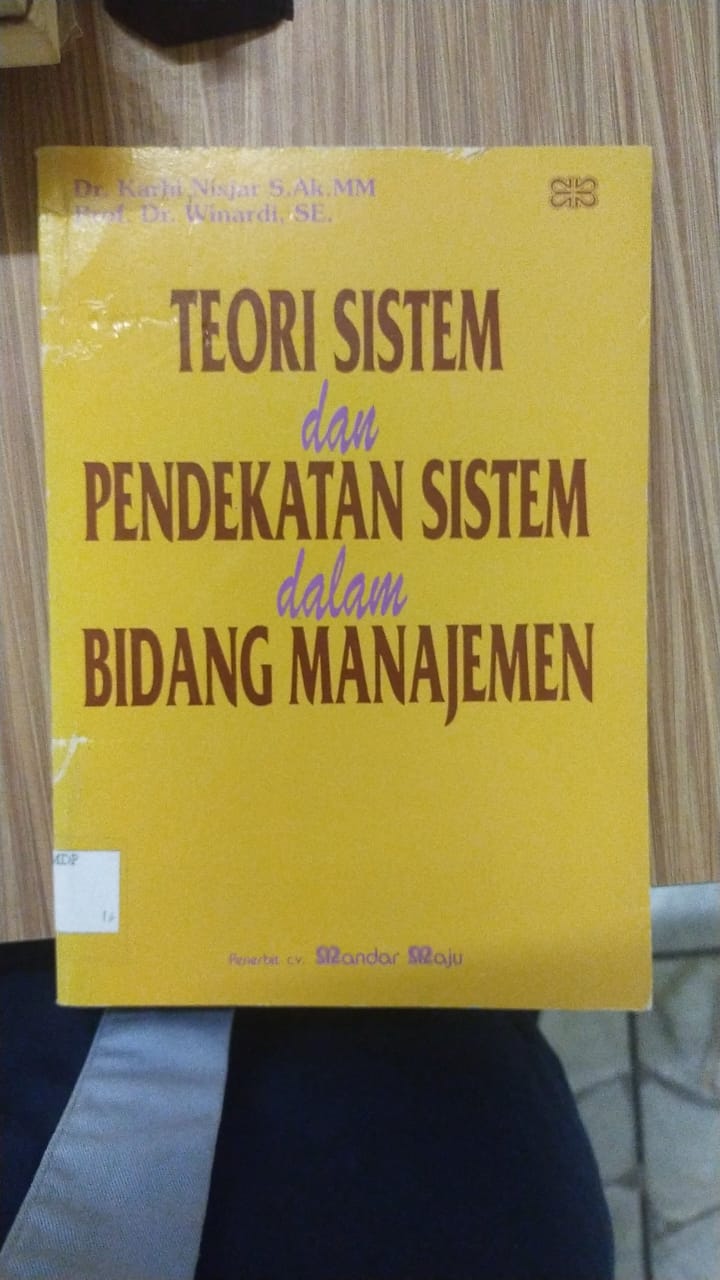 Dr. Karhi Nisjar S.Ak.MM
Prof. Dr. Winardi, SE.
TEORI SISTEM
dan
PENDEKATAN SISTEM
dalam
BIDANG MANAJEMEN
MDP
Penerbit cv. Mandar Maju